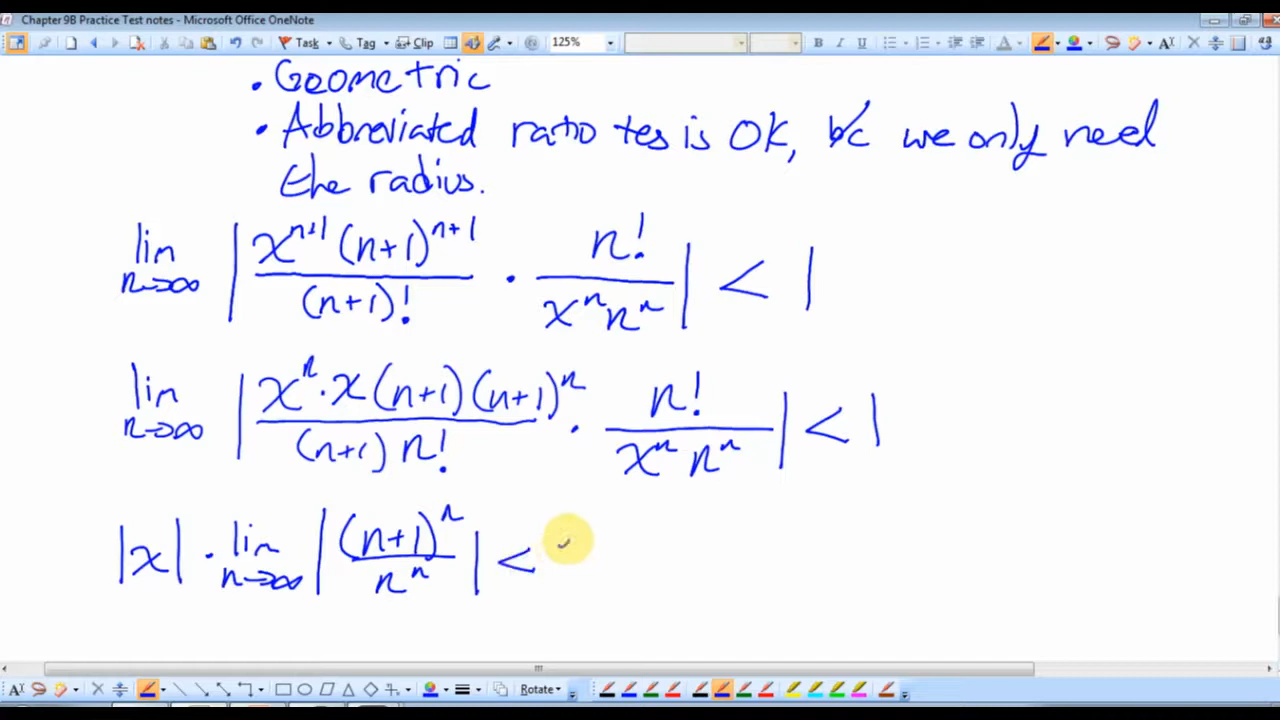 Chapter 9B Practice Test notes - Microsoft Office OneNote
Task Tag Clip 125% B I U A
• Geometric
• Abbreviated ratio tes is OK, b/c we only need
the radius.
lim n→∞ | x^{n+1} (n+1)^{n+1} / (n+1)! · n! / x^n n^n | < 1
lim n→∞ | x^n · x (n+1) (n+1)^n / (n+1) n! · n! / x^n n^n | < 1
|x| · lim n→∞ | (n+1)^n / n^n | <
Rotate